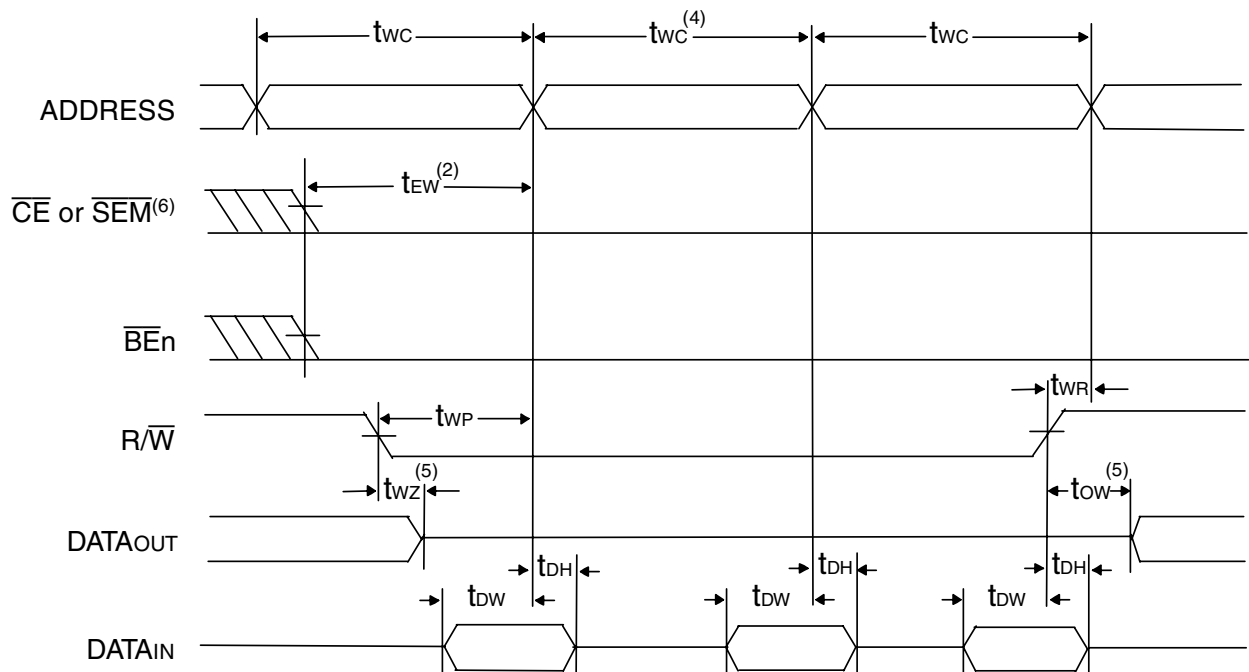 tWC tWC(4) tWC
ADDRESS
tEW(2)
CE or SEM(6)
BEn
tWR
tWP
R/W
tWZ(5) tOW(5)
DATAOUT
tDH tDH tDH
tDW tDW tDW
DATAIN